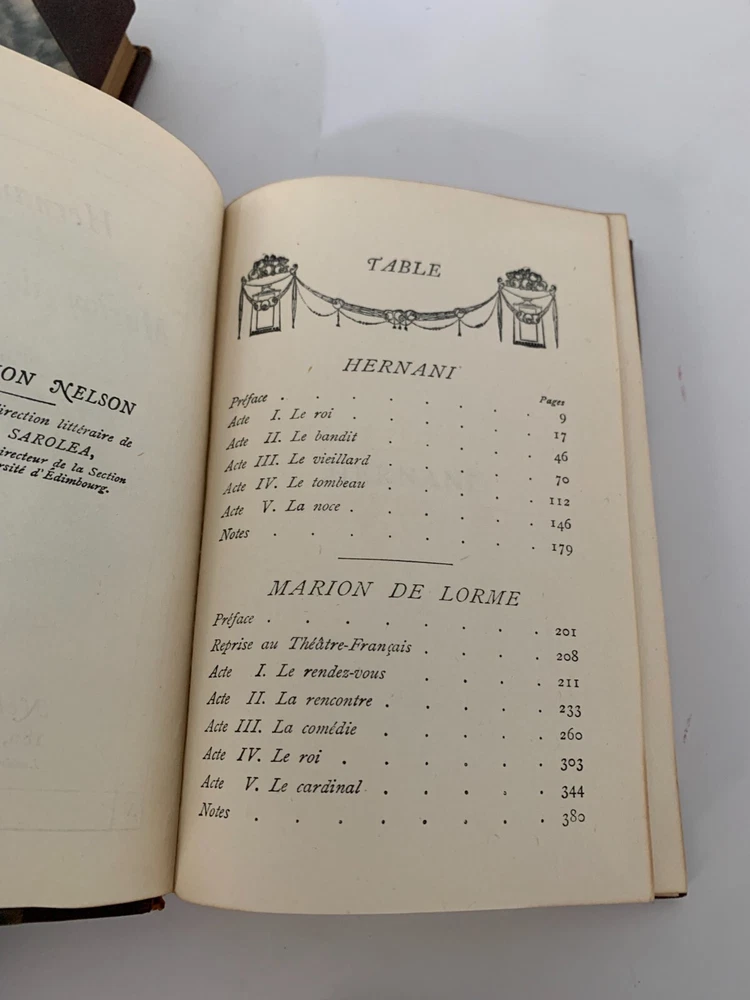 ION NELSON
direction littéraire de
SAROLEA,
directeur de la Section
rsité d'Édimbourg.
TABLE
HERNANI
Pages
Préface . . . . . . . . 9
Acte I. Le roi . . . . . . 17
Acte II. Le bandit . . . . . 46
Acte III. Le vieillard . . . . . 70
Acte IV. Le tombeau . . . . . 112
Acte V. La noce . . . . . . 146
Notes . . . . . . . . 179
MARION DE LORME
Préface . . . . . . . . 201
Reprise au Théâtre-Français . . . . 208
Acte I. Le rendez-vous . . . . 211
Acte II. La rencontre . . . . . 233
Acte III. La comédie . . . . . 260
Acte IV. Le roi . . . . . . 303
Acte V. Le cardinal . . . . . 344
Notes . . . . . . . . 380